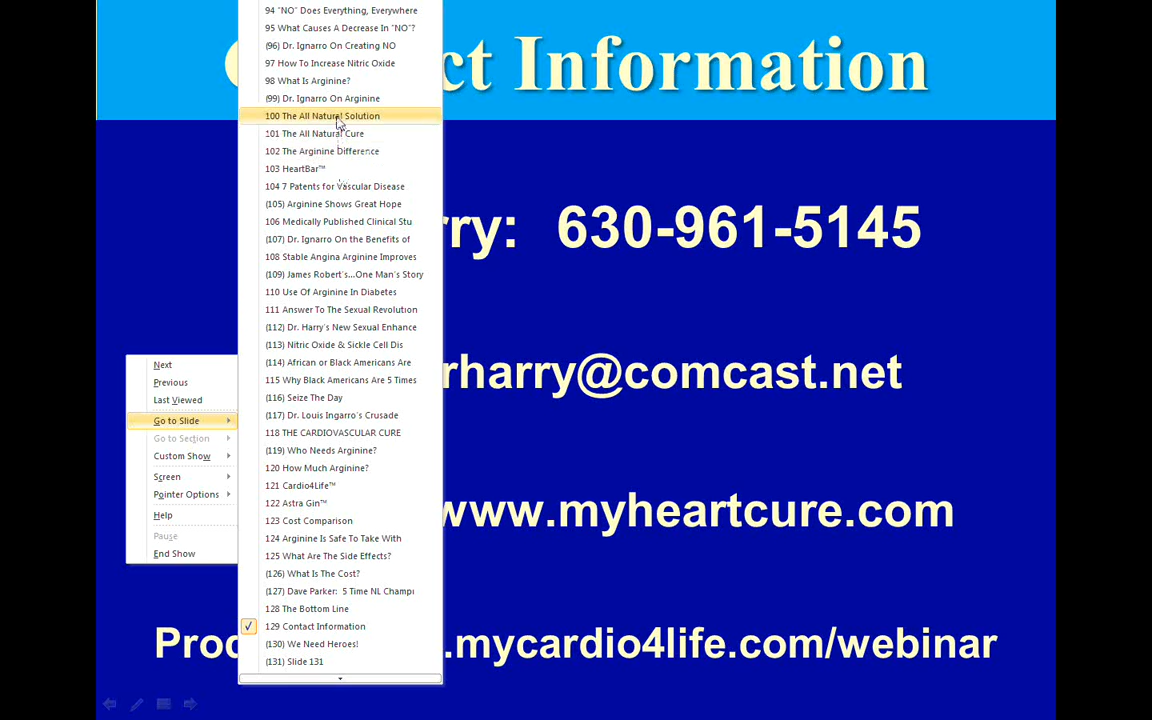 ct Information
94 "NO" Does Everything, Everywhere
95 What Causes A Decrease In "NO"?
(96) Dr. Ignarro On Creating NO
97 How To Increase Nitric Oxide
98 What Is Arginine?
(99) Dr. Ignarro On Arginine
100 The All Natural Solution
101 The All Natural Cure
102 The Arginine Difference
103 HeartBar™
104 7 Patents for Vascular Disease
(105) Arginine Shows Great Hope
106 Medically Published Clinical Stu
(107) Dr. Ignarro On the Benefits of
108 Stable Angina Arginine Improves
(109) James Robert's...One Man's Story
110 Use Of Arginine In Diabetes
111 Answer To The Sexual Revolution
(112) Dr. Harry's New Sexual Enhance
(113) Nitric Oxide & Sickle Cell Dis
(114) African or Black Americans Are
115 Why Black Americans Are 5 Times
(116) Seize The Day
(117) Dr. Louis Ingarro's Crusade
118 THE CARDIOVASCULAR CURE
(119) Who Needs Arginine?
120 How Much Arginine?
121 Cardio4Life™
122 Astra Gin™
123 Cost Comparison
124 Arginine Is Safe To Take With
125 What Are The Side Effects?
(126) What Is The Cost?
(127) Dave Parker: 5 Time NL Champi
128 The Bottom Line
129 Contact Information
(130) We Need Heroes!
(131) Slide 131
Next
Previous
Last Viewed
Go to Slide
Go to Section
Custom Show
Screen
Pointer Options
Help
Pause
End Show
rry: 630-961-5145
rharry@comcast.net
www.myheartcure.com
Proc .mycardio4life.com/webinar